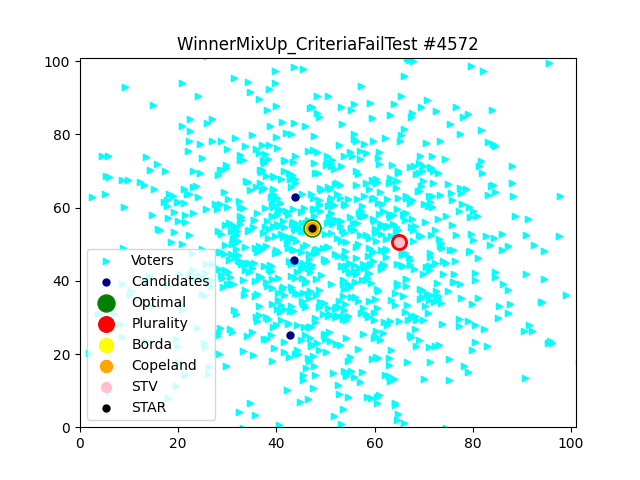 WinnerMixUp_CriteriaFailTest #4572
100
80
60
40
20
0
0 20 40 60 80 100
Voters
Candidates
Optimal
Plurality
Borda
Copeland
STV
STAR